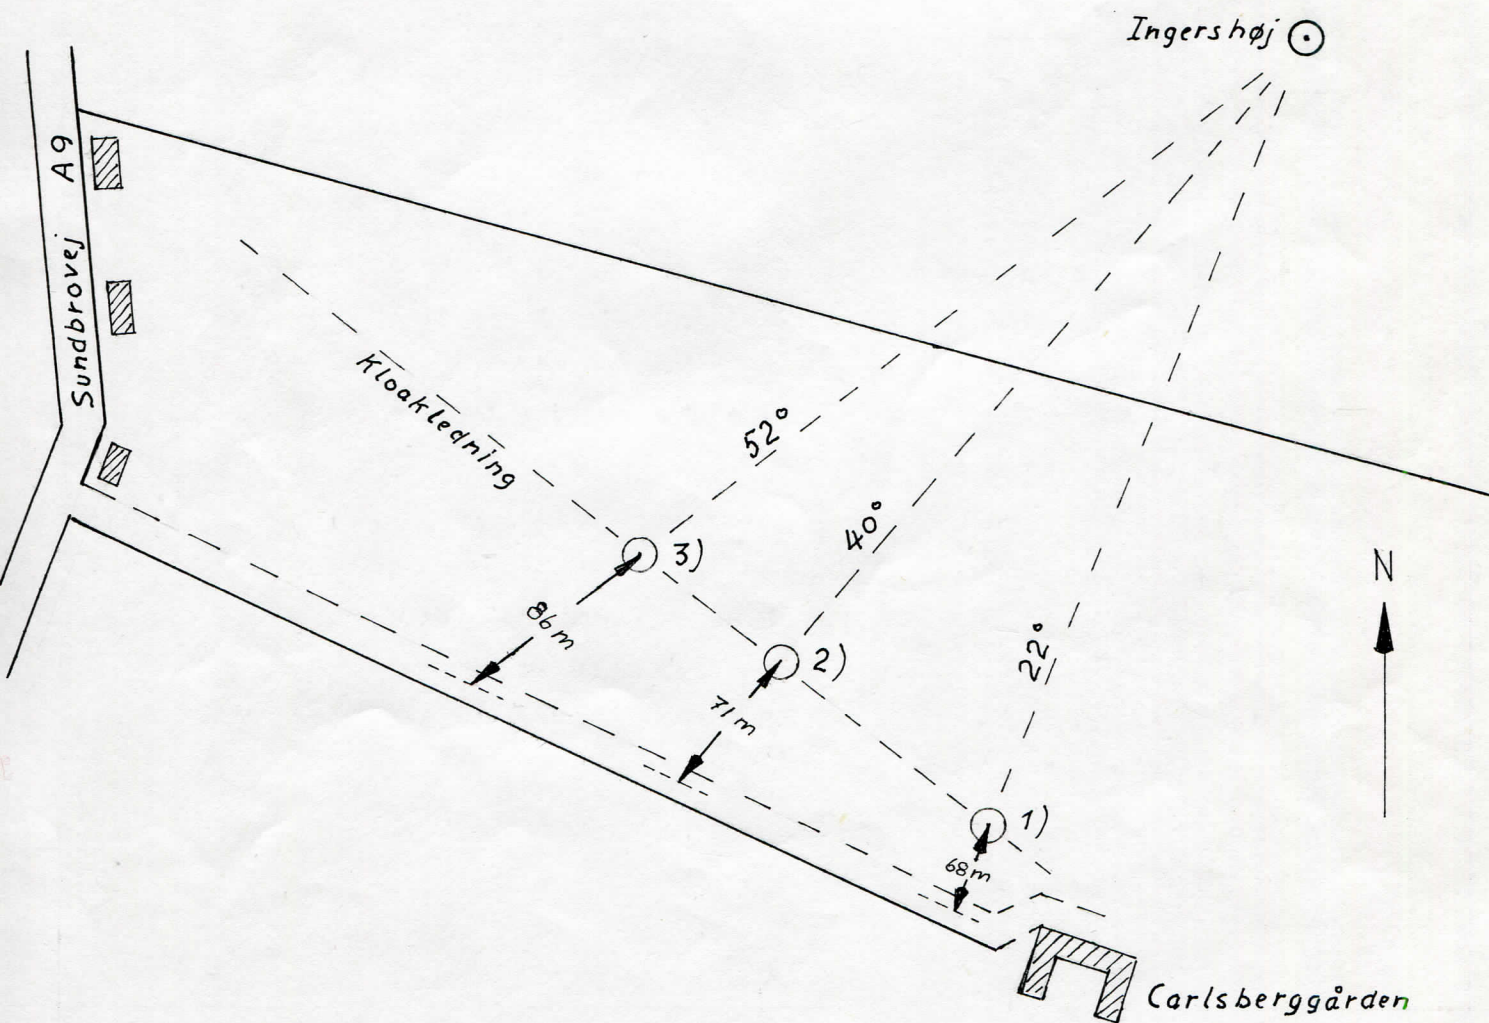 Ingershøj
Sundbrovej A9
Kloakledning
52°
40°
3)
86m
N
22°
2)
71m
1)
68m
Carlsberggården